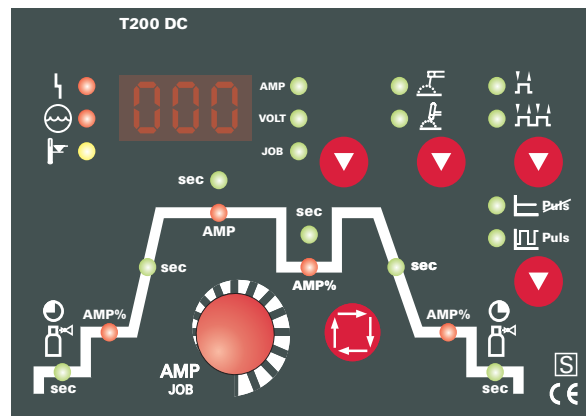 T200 DC
000
AMP
VOLT
JOB
Puls
Puls
sec
AMP
sec
AMP%
sec
sec
AMP%
AMP%
sec
sec
AMP
JOB
S
CE